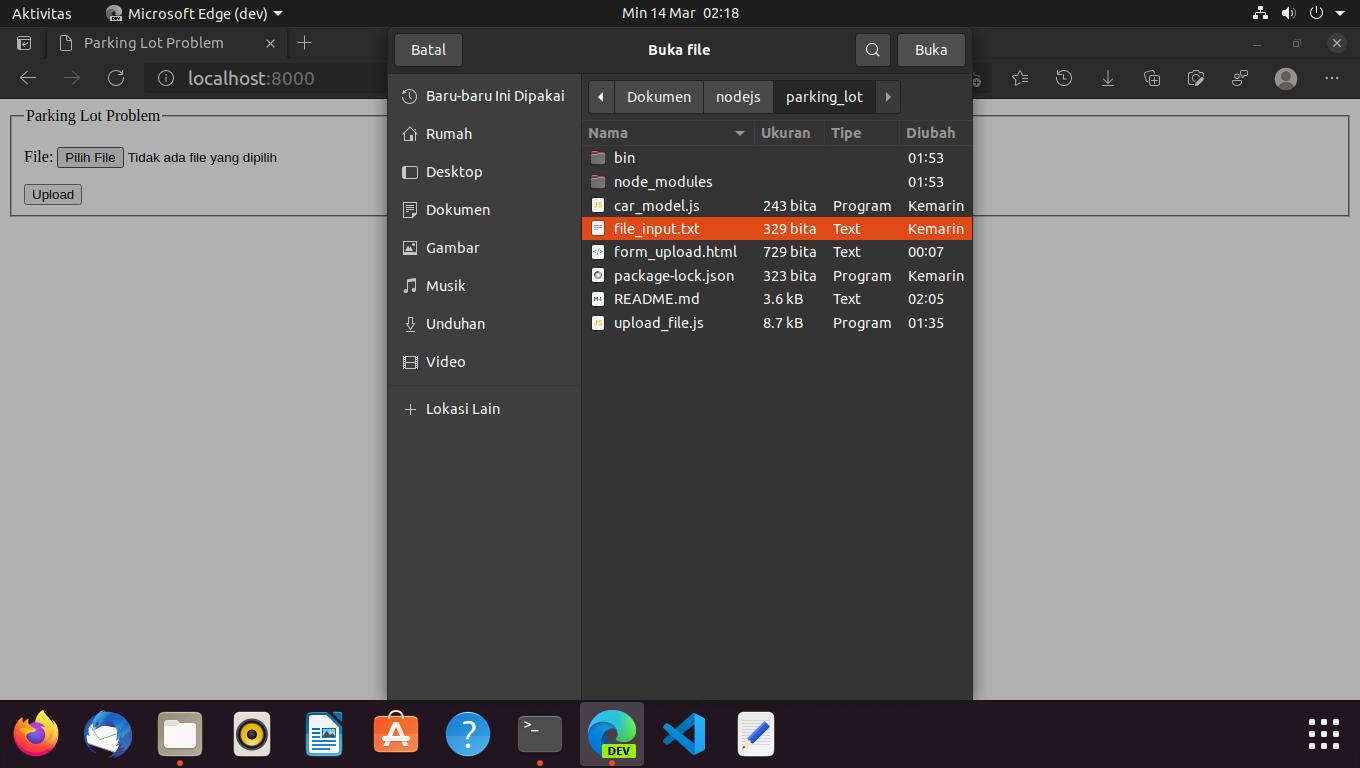 Aktivitas Microsoft Edge (dev) Min 14 Mar 02:18
Parking Lot Problem
localhost:8000
Parking Lot Problem
File: Pilih File Tidak ada file yang dipilih
Upload
Batal Buka file Buka
Baru-baru Ini Dipakai
Rumah
Desktop
Dokumen
Gambar
Musik
Unduhan
Video
Lokasi Lain
Dokumen nodejs parking_lot
Nama Ukuran Tipe Diubah
bin 01:53
node_modules 01:53
car_model.js 243 bita Program Kemarin
file_input.txt 329 bita Text Kemarin
form_upload.html 729 bita Text 00:07
package-lock.json 323 bita Program Kemarin
README.md 3.6 kB Text 02:05
upload_file.js 8.7 kB Program 01:35
DEV